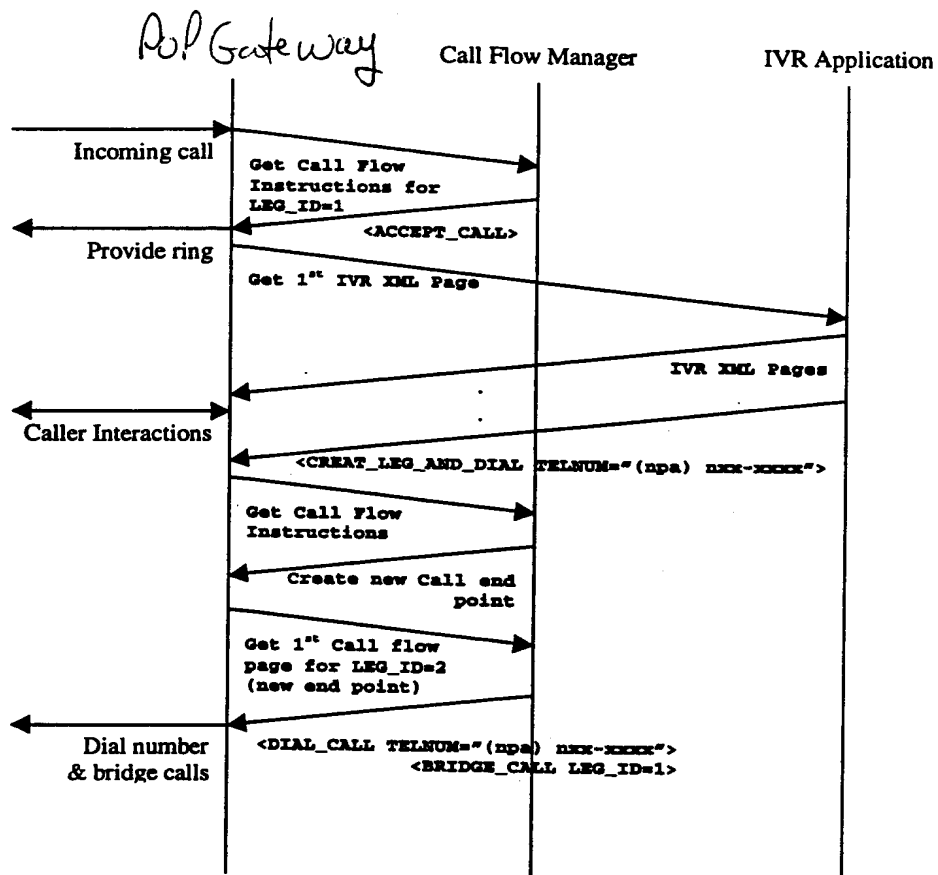 PoP Gateway
Call Flow Manager
IVR Application
Incoming call
Get Call Flow
Instructions for
LEG_ID=1
<ACCEPT_CALL>
Provide ring
Get 1st IVR XML Page
IVR XML Pages
Caller Interactions
<CREAT_LEG_AND_DIAL TELNUM="(npa) nxx-xxxx">
Get Call Flow
Instructions
Create new Call end
point
Get 1st Call flow
page for LEG_ID=2
(new end point)
Dial number
& bridge calls
<DIAL_CALL TELNUM="(npa) nxx-xxxx">
<BRIDGE_CALL LEG_ID=1>